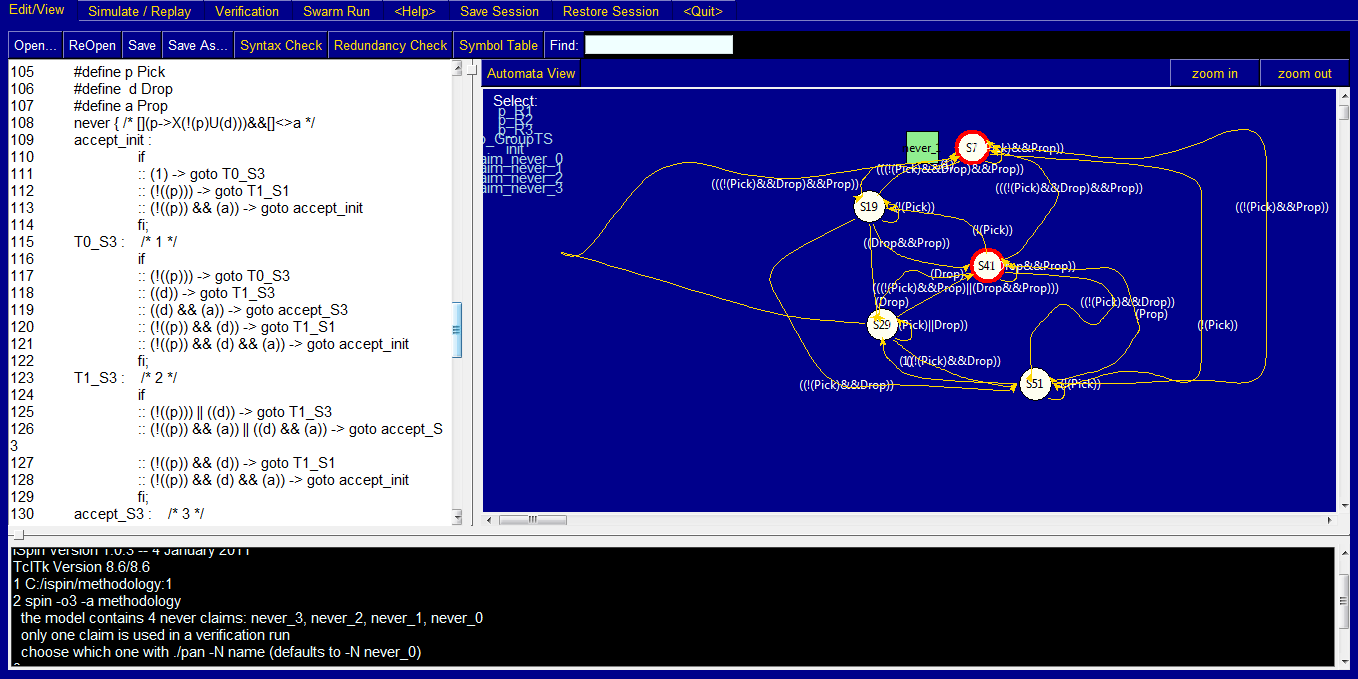 Edit/View Simulate / Replay Verification Swarm Run <Help> Save Session Restore Session <Quit>
Open... ReOpen Save Save As... Syntax Check Redundancy Check Symbol Table Find:
105 #define p Pick
106 #define d Drop
107 #define a Prop
108 never { /* [](p->X(!(p)U(d)))&&[]<>a */
109 accept_init :
110 if
111 :: (1) -> goto T0_S3
112 :: (!((p))) -> goto T1_S1
113 :: (!((p)) && (a)) -> goto accept_init
114 fi;
115 T0_S3 : /* 1 */
116 if
117 :: (!((p))) -> goto T0_S3
118 :: ((d)) -> goto T1_S3
119 :: ((d) && (a)) -> goto accept_S3
120 :: (!((p)) && (d)) -> goto T1_S1
121 :: (!((p)) && (d) && (a)) -> goto accept_init
122 fi;
123 T1_S3 : /* 2 */
124 if
125 :: (!((p))) || ((d)) -> goto T1_S3
126 :: (!((p)) && (a)) || ((d) && (a)) -> goto accept_S
3
127 :: (!((p)) && (d)) -> goto T1_S1
128 :: (!((p)) && (d) && (a)) -> goto accept_init
129 fi;
130 accept_S3 : /* 3 */
Automata View zoom in zoom out
Select:
p_R1
p_R2
p_R3
p_GroupTS
init
aim_never_0
aim_never_1
aim_never_2
aim_never_3
never_
S7
k)&&Prop))
(((!(Pick)&&Drop)&&Prop))
(((!(Pick)&&Drop)&&Prop))
(((!(Pick)&&Drop)&&Prop))
S19
(!(Pick))
((!(Pick)&&Prop))
(!(Pick))
((Drop&&Prop))
S41
op&&Prop))
(Drop)
(((!(Pick)&&Prop)||(Drop&&Prop)))
(Drop)
((!(Pick)&&Drop))
(Prop)
S29
(Pick)||Drop))
(!(Pick))
((!(Pick)&&Drop))
((!(Pick)&&Drop))
S51
(!(Pick))
iSpin Version 1.0.3 -- 4 January 2011
TclTk Version 8.6/8.6
1 C:/ispin/methodology:1
2 spin -o3 -a methodology
the model contains 4 never claims: never_3, never_2, never_1, never_0
only one claim is used in a verification run
choose which one with ./pan -N name (defaults to -N never_0)